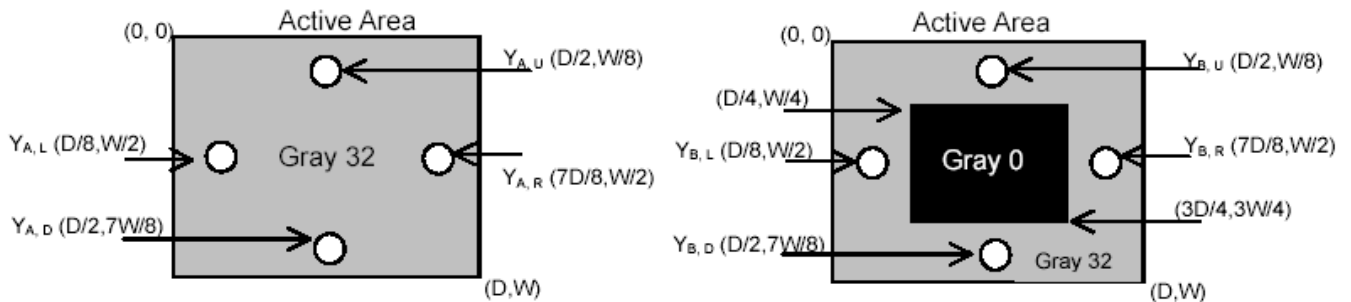 Active Area
(0, 0)
Y_A, U (D/2,W/8)
Y_A, L (D/8,W/2)
Gray 32
Y_A, R (7D/8,W/2)
Y_A, D (D/2,7W/8)
(D,W)
Active Area
(0, 0)
Y_B, U (D/2,W/8)
(D/4,W/4)
Y_B, L (D/8,W/2)
Gray 0
Y_B, R (7D/8,W/2)
(3D/4,3W/4)
Y_B, D (D/2,7W/8)
Gray 32
(D,W)